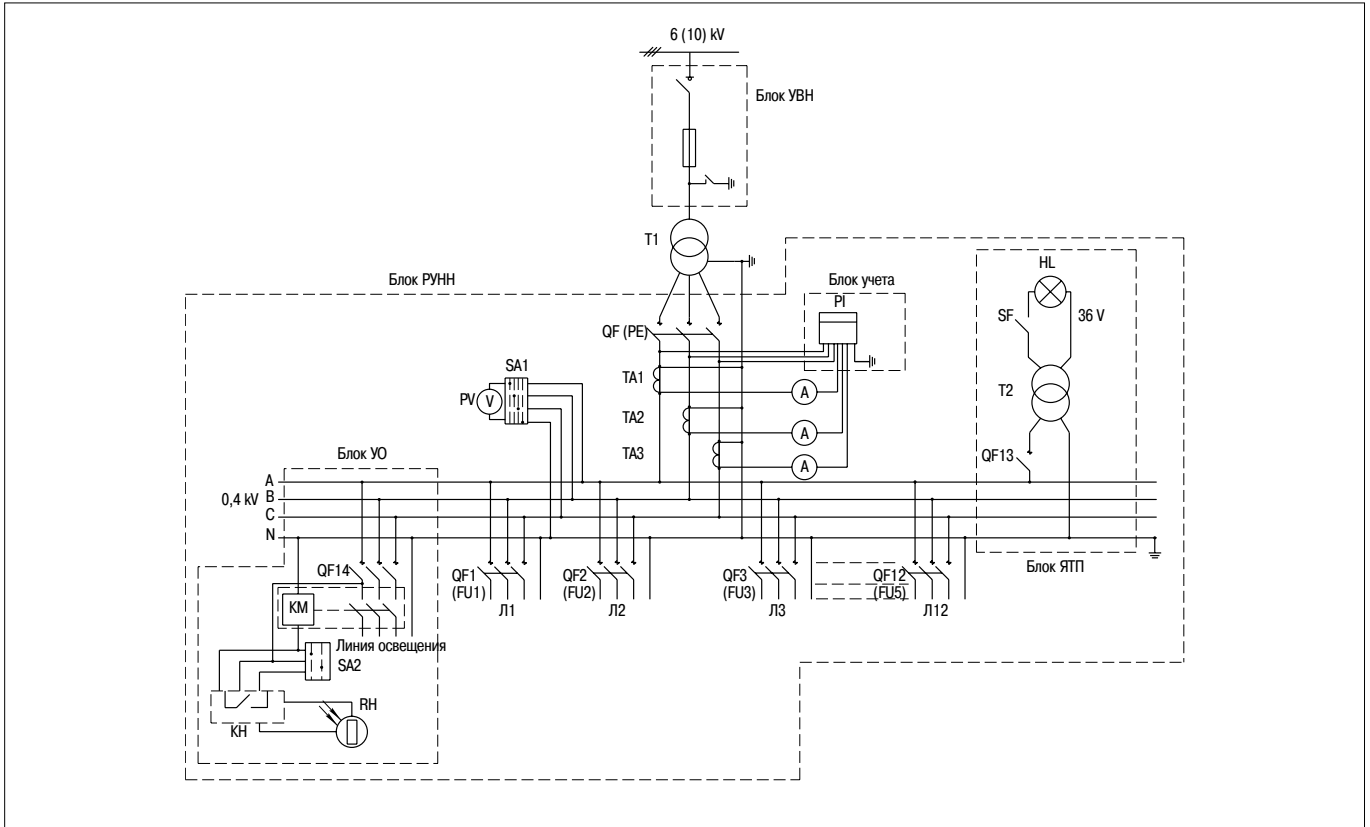 6 (10) kV
Блок УВН
T1
Блок РУНН
Блок учета
PI
HL
SF
36 V
QF (PE)
SA1
TA1
PV
V
A
T2
TA2
A
Блок УО
TA3
A
QF13
A
0,4 kV
B
C
N
QF14
QF1
(FU1)
QF2
(FU2)
QF3
(FU3)
QF12
(FU5)
Блок ЯТП
KM
Л1
Л2
Л3
Л12
Линия освещения
SA2
RH
KH